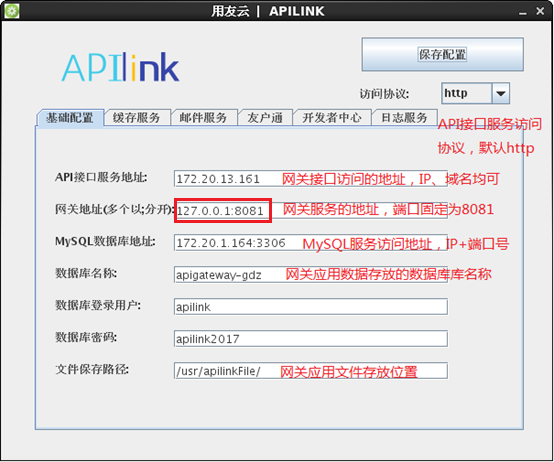 用友云 | APILINK
APIlink
保存配置
访问协议: http
API接口服务访问
协议，默认http
基础配置 缓存服务 邮件服务 友户通 开发者中心 日志服务
API接口服务地址: 172.20.13.161 网关接口访问的地址，IP、域名均可
网关地址(多个以;分开): 127.0.0.1:8081 网关服务的地址，端口固定为8081
MySQL数据库地址: 172.20.1.164:3306 MySQL服务访问地址，IP+端口号
数据库名称: apigateway-gdz 网关应用数据存放的数据库库名称
数据库登录用户: apilink
数据库密码: apilink2017
文件保存路径: /usr/apilinkFile/ 网关应用文件存放位置